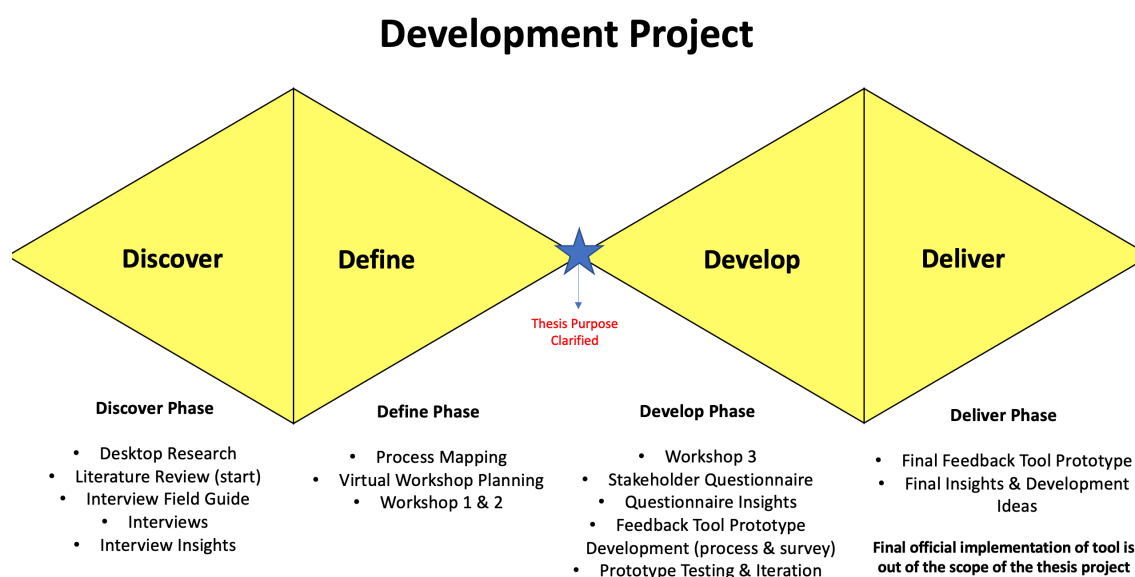 Development Project
Discover
Define
Develop
Deliver
Thesis Purpose
Clarified
Discover Phase
• Desktop Research
• Literature Review (start)
• Interview Field Guide
• Interviews
• Interview Insights
Define Phase
• Process Mapping
• Virtual Workshop Planning
• Workshop 1 & 2
Develop Phase
• Workshop 3
• Stakeholder Questionnaire
• Questionnaire Insights
• Feedback Tool Prototype
Development (process & survey)
• Prototype Testing & Iteration
Deliver Phase
• Final Feedback Tool Prototype
• Final Insights & Development
Ideas
Final official implementation of tool is
out of the scope of the thesis project